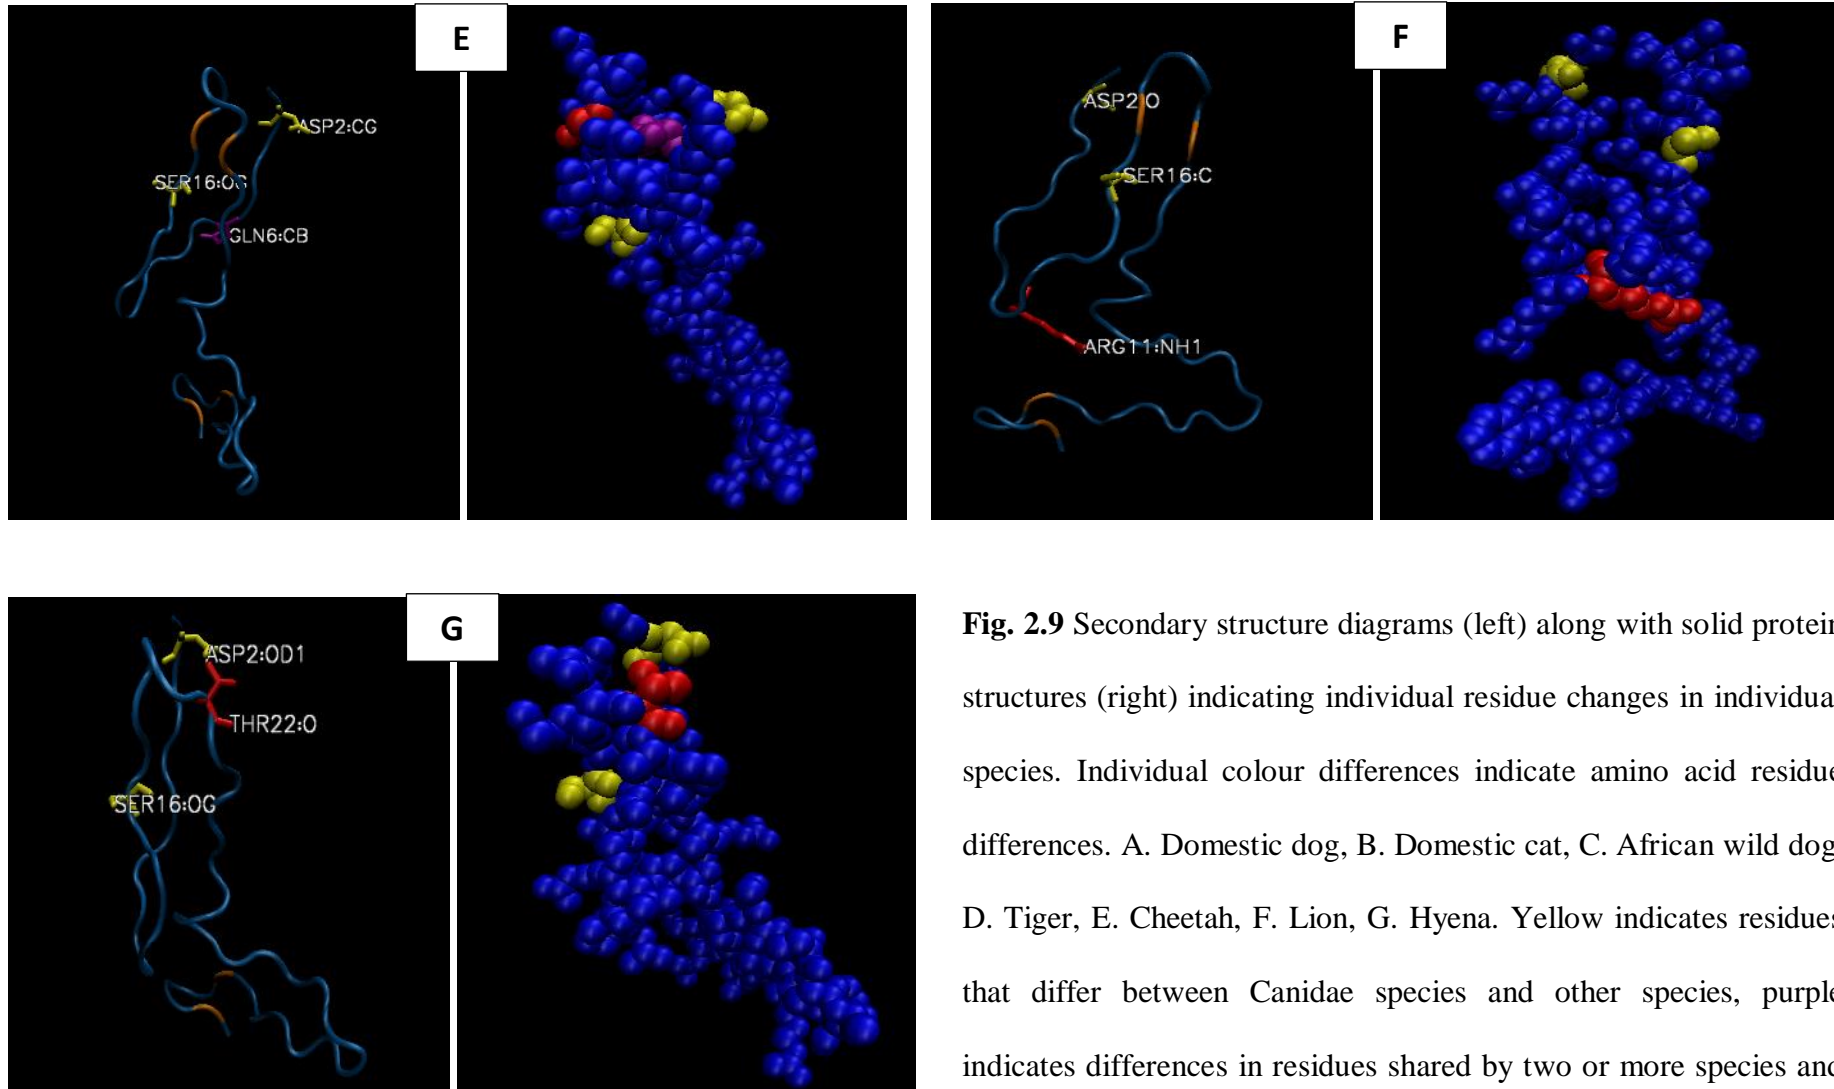 E
ASP2:CG
SER16:OG
GLN6:CB
F
ASP2:O
SER16:C
ARG11:NH1
G
ASP2:OD1
THR22:O
SER16:OG
Fig. 2.9 Secondary structure diagrams (left) along with solid protein
structures (right) indicating individual residue changes in individual
species. Individual colour differences indicate amino acid residue
differences. A. Domestic dog, B. Domestic cat, C. African wild dog
D. Tiger, E. Cheetah, F. Lion, G. Hyena. Yellow indicates residues
that differ between Canidae species and other species, purple
indicates differences in residues shared by two or more species and